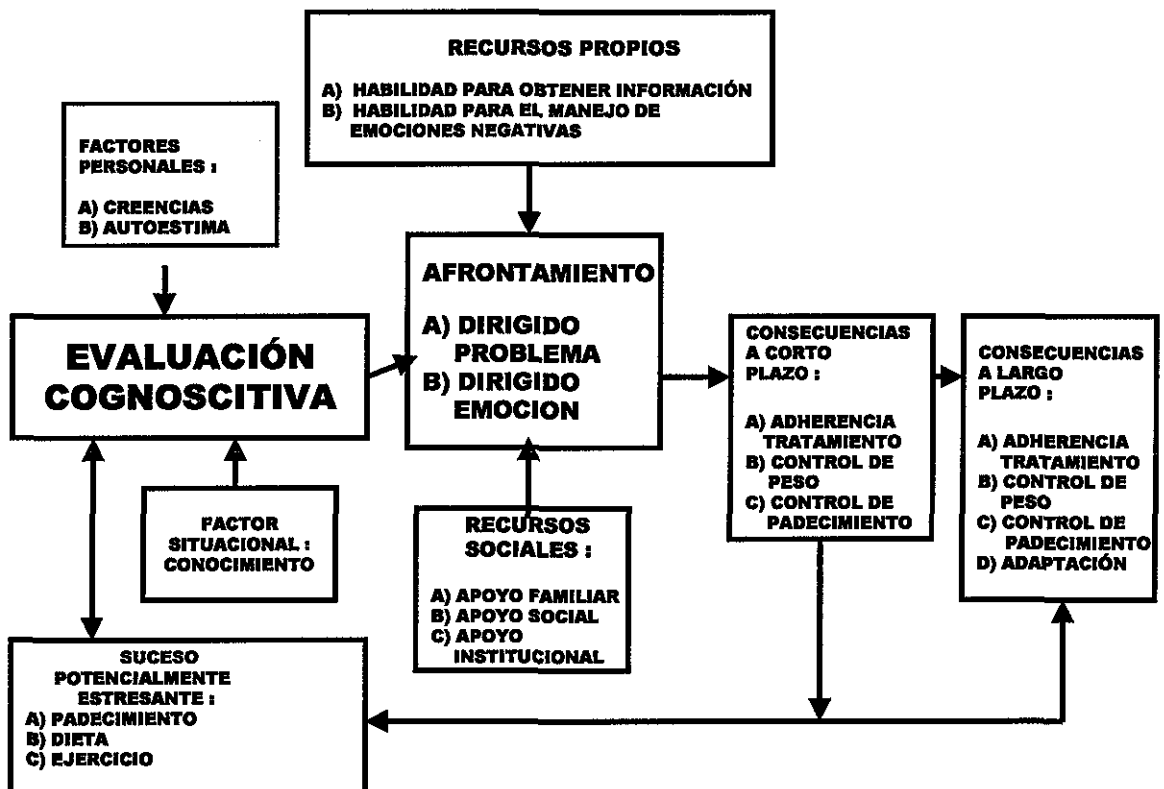 RECURSOS PROPIOS
A) HABILIDAD PARA OBTENER INFORMACIÓN
B) HABILIDAD PARA EL MANEJO DE
EMOCIONES NEGATIVAS
FACTORES
PERSONALES :
A) CREENCIAS
B) AUTOESTIMA
EVALUACIÓN
COGNOSCITIVA
AFRONTAMIENTO
A) DIRIGIDO
PROBLEMA
B) DIRIGIDO
EMOCION
CONSECUENCIAS
A CORTO
PLAZO :
A) ADHERENCIA
TRATAMIENTO
B) CONTROL DE
PESO
C) CONTROL DE
PADECIMIENTO
CONSECUENCIAS
A LARGO
PLAZO :
A) ADHERENCIA
TRATAMIENTO
B) CONTROL DE
PESO
C) CONTROL DE
PADECIMIENTO
D) ADAPTACIÓN
FACTOR
SITUACIONAL :
CONOCIMIENTO
RECURSOS
SOCIALES :
A) APOYO FAMILIAR
B) APOYO SOCIAL
C) APOYO
INSTITUCIONAL
SUCESO
POTENCIALMENTE
ESTRESANTE :
A) PADECIMIENTO
B) DIETA
C) EJERCICIO